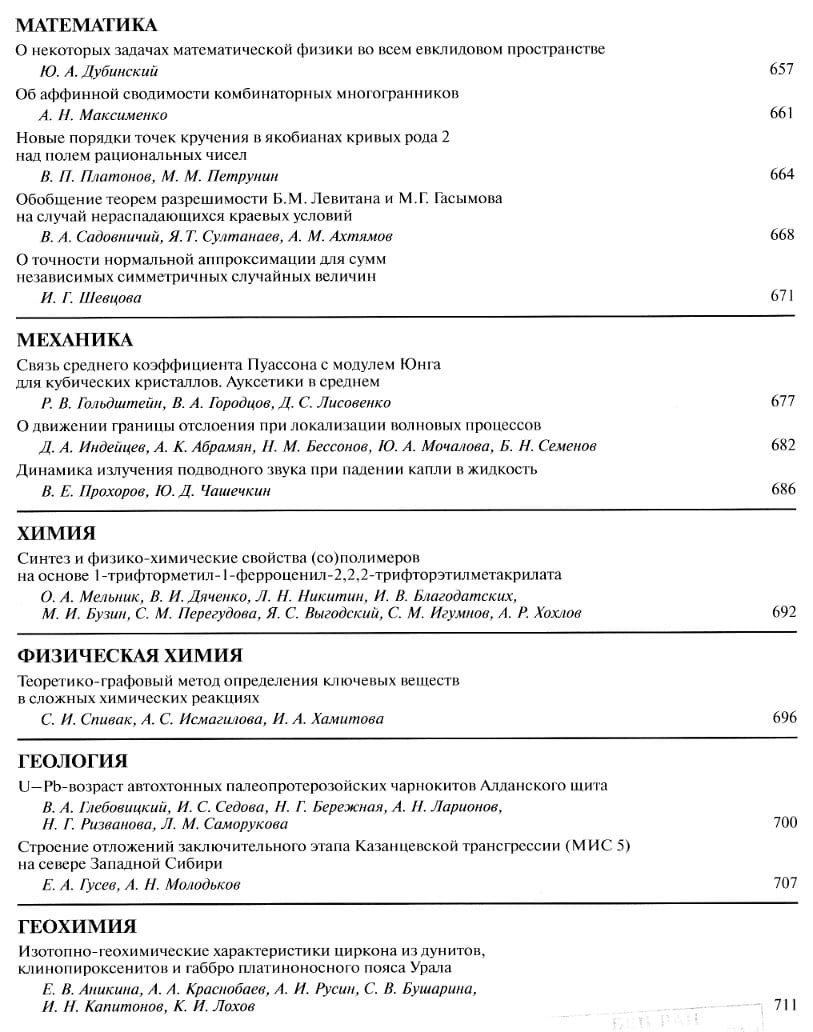 МАТЕМАТИКА
О некоторых задачах математической физики во всем евклидовом пространстве
Ю. А. Дубинский 657
Об аффинной сводимости комбинаторных многогранников
А. Н. Максименко 661
Новые порядки точек кручения в якобианах кривых рода 2
над полем рациональных чисел
В. П. Платонов, М. М. Петрунин 664
Обобщение теорем разрешимости Б.М. Левитана и М.Г. Гасымова
на случай нераспадающихся краевых условий
В. А. Садовничий, Я. Т. Султанаев, А. М. Ахтямов 668
О точности нормальной аппроксимации для сумм
независимых симметричных случайных величин
И. Г. Шевцова 671
МЕХАНИКА
Связь среднего коэффициента Пуассона с модулем Юнга
для кубических кристаллов. Ауксетики в среднем
Р. В. Гольдштейн, В. А. Городцов, Д. С. Лисовенко 677
О движении границы отслоения при локализации волновых процессов
Д. А. Индейцев, А. К. Абрамян, Н. М. Бессонов, Ю. А. Мочалова, Б. Н. Семенов 682
Динамика излучения подводного звука при падении капли в жидкость
В. Е. Прохоров, Ю. Д. Чашечкин 686
ХИМИЯ
Синтез и физико-химические свойства (со)полимеров
на основе 1-трифторметил-1-ферроценил-2,2,2-трифторэтилметакрилата
О. А. Мельник, В. И. Дяченко, Л. Н. Никитин, И. В. Благодатских,
М. И. Бузин, С. М. Перегудова, Я. С. Выгодский, С. М. Игумнов, А. Р. Хохлов 692
ФИЗИЧЕСКАЯ ХИМИЯ
Теоретико-графовый метод определения ключевых веществ
в сложных химических реакциях
С. И. Спивак, А. С. Исмагилова, И. А. Хамитова 696
ГЕОЛОГИЯ
U–Pb-возраст автохтонных палеопротерозойских чарнокитов Алданского щита
В. А. Глебовицкий, И. С. Седова, Н. Г. Бережная, А. Н. Ларионов,
Н. Г. Ризванова, Л. М. Саморукова 700
Строение отложений заключительного этапа Казанцевской трансгрессии (МИС 5)
на севере Западной Сибири
Е. А. Гусев, А. Н. Молодьков 707
ГЕОХИМИЯ
Изотопно-геохимические характеристики циркона из дунитов,
клинопироксенитов и габбро платиноносного пояса Урала
Е. В. Аникина, А. А. Краснобаев, А. И. Русин, С. В. Бушарина,
И. Н. Капитонов, К. И. Лохов 711